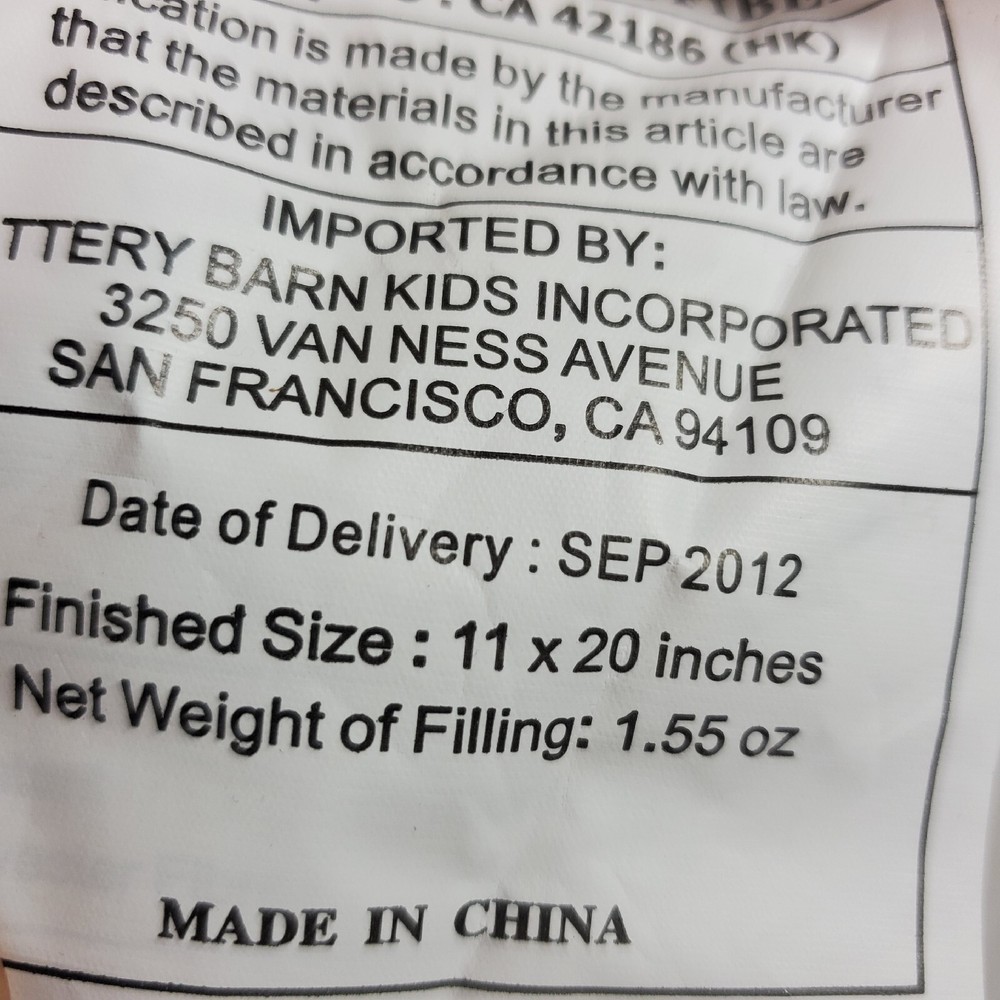 CA 42186 (HK)
ication is made by the manufacturer
that the materials in this article are
described in accordance with law.
IMPORTED BY:
TTERY BARN KIDS INCORPORATED
3250 VAN NESS AVENUE
SAN FRANCISCO, CA 94109
Date of Delivery : SEP 2012
Finished Size : 11 x 20 inches
Net Weight of Filling: 1.55 oz
MADE IN CHINA